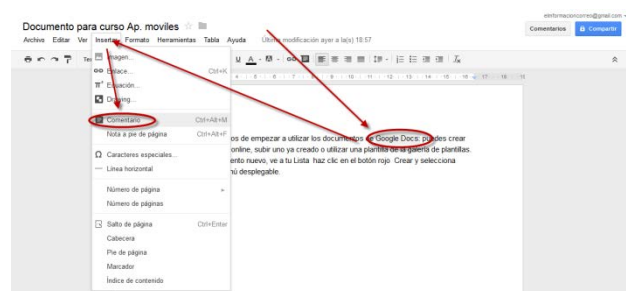 einformacioncorreo@gmail.com
Documento para curso Ap. moviles
Comentarios
Compartir
Archivo Editar Ver Insertar Formato Herramientas Tabla Ayuda Última modificación ayer a la(s) 18:57
Imagen...
Enlace... Ctrl+K
Ecuación...
Drawing...
Comentario Ctrl+Alt+M
Nota a pie de página Ctrl+Alt+F
Caracteres especiales...
Línea horizontal
Número de página
Número de páginas
Salto de página Ctrl+Enter
Cabecera
Pie de página
Marcador
Índice de contenido
os de empezar a utilizar los documentos de Google Docs: puedes crear
online, subir uno ya creado o utilizar una plantilla de la galería de plantillas.
ento nuevo, ve a tu Lista haz clic en el botón rojo Crear y selecciona
nú desplegable.